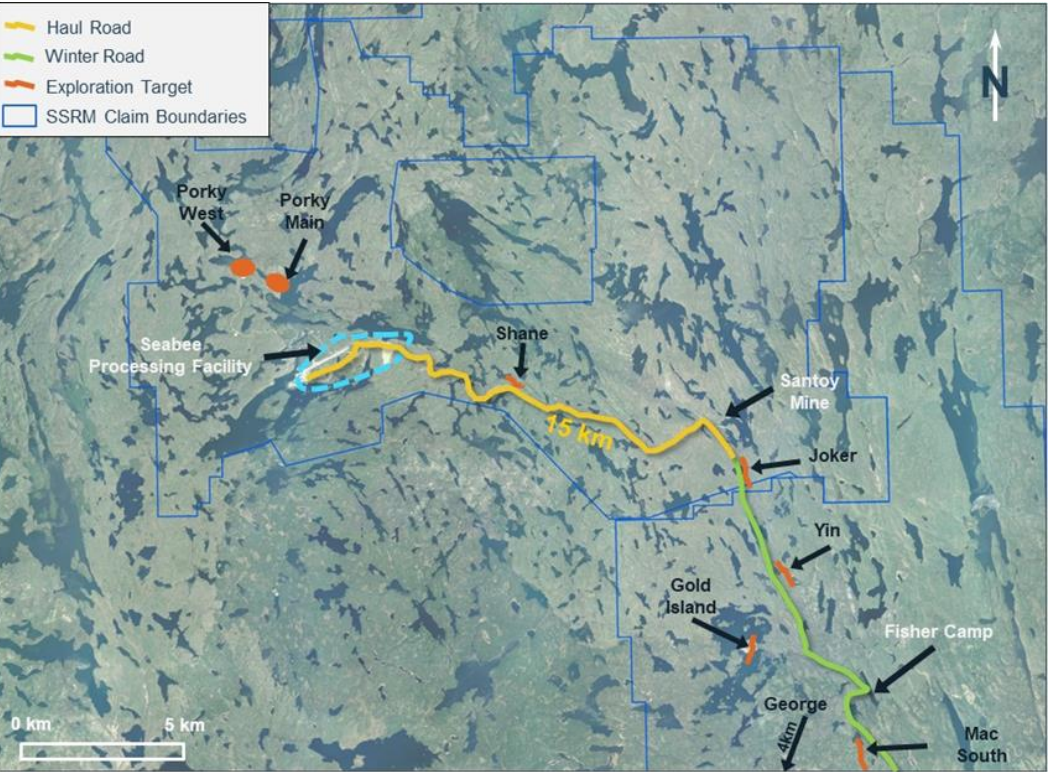 Haul Road
Winter Road
Exploration Target
SSRM Claim Boundaries
N
Porky
West
Porky
Main
Seabee
Processing Facility
Shane
15 km
Santoy
Mine
Joker
Yin
Gold
Island
Fisher Camp
George
4km
Mac
South
0 km
5 km